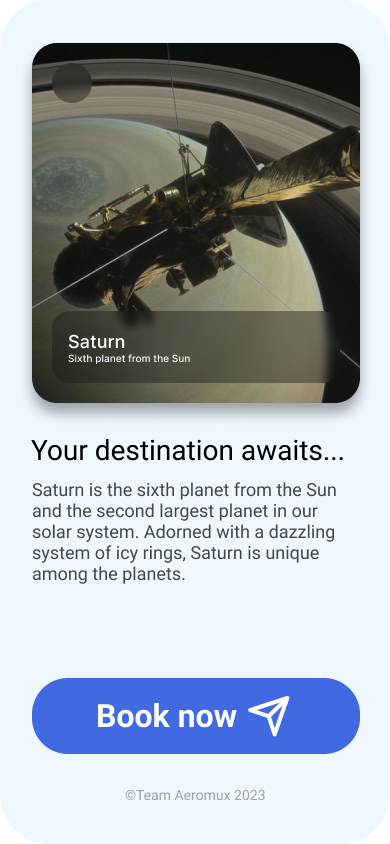 Saturn
Sixth planet from the Sun
Your destination awaits...
Saturn is the sixth planet from the Sun
and the second largest planet in our
solar system. Adorned with a dazzling
system of icy rings, Saturn is unique
among the planets.
Book now
©Team Aeromux 2023